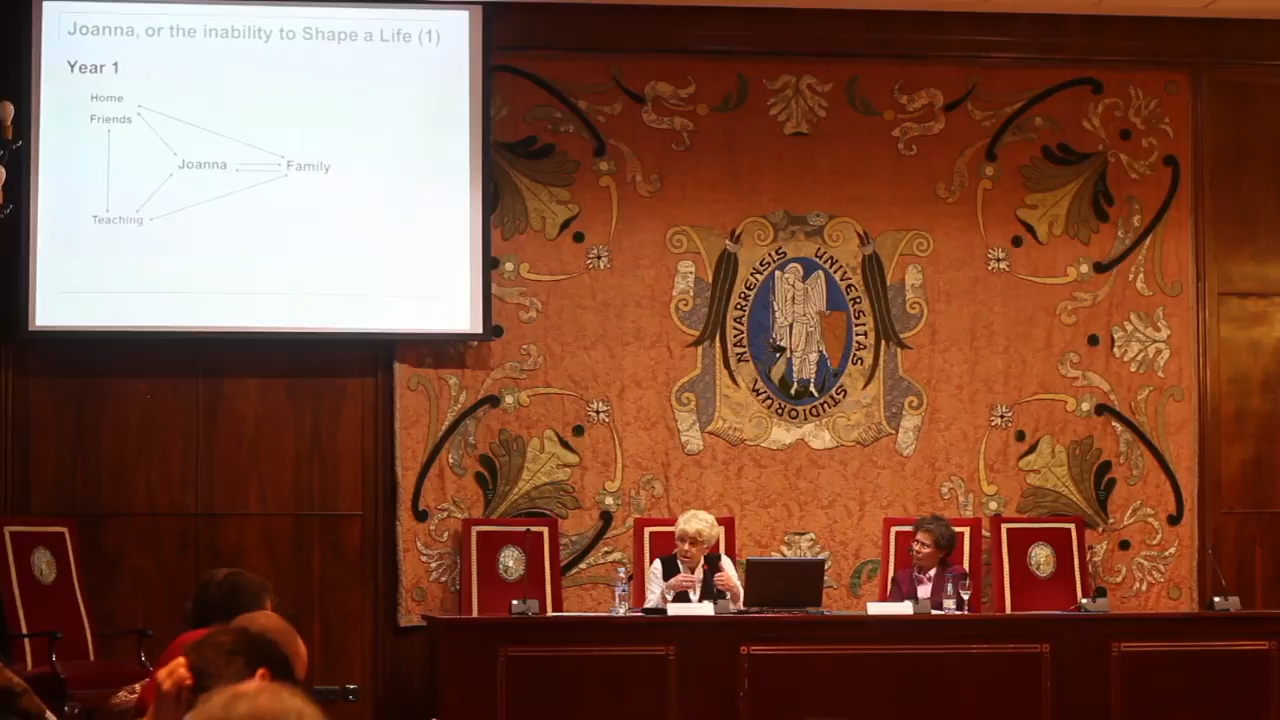 Joanna, or the inability to Shape a Life (1)
Year 1
Home
Friends
Joanna
Family
Teaching
UNIVERSITAS
STUDIORUM
NAVARRENSIS